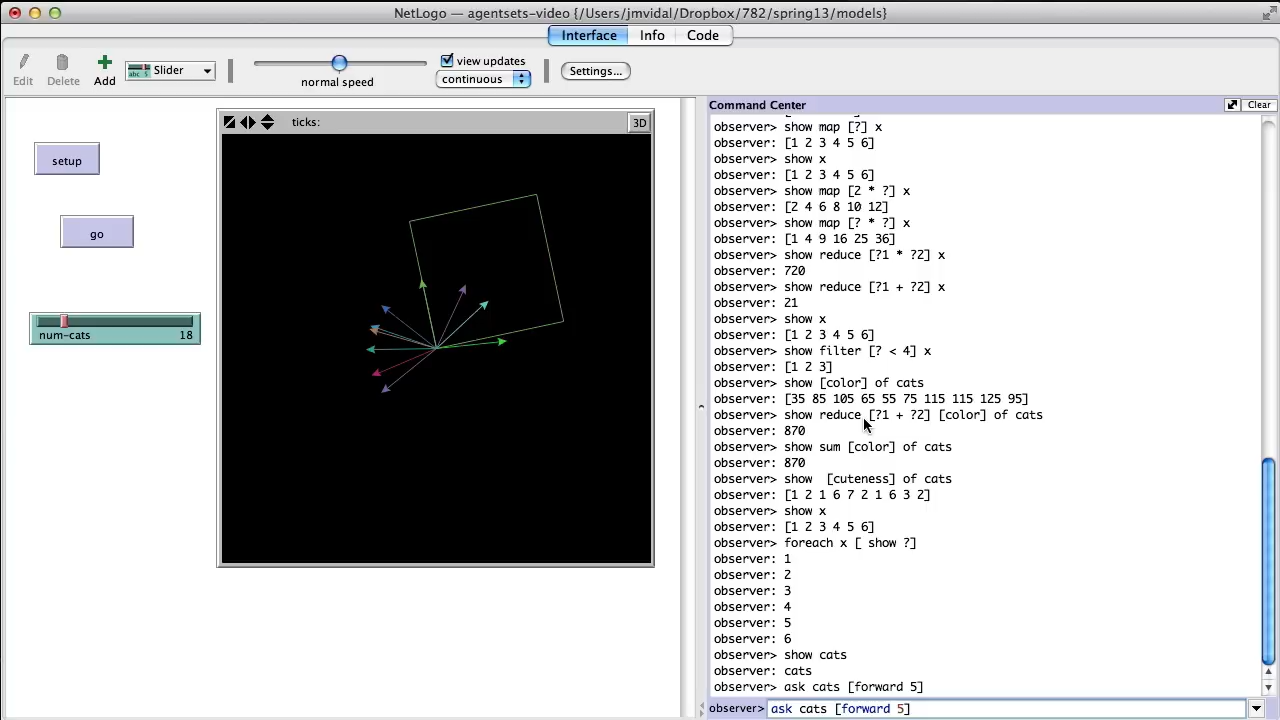 NetLogo — agentsets-video {/Users/jmvidal/Dropbox/782/spring13/models}
Interface Info Code
Edit Delete Add Slider normal speed view updates continuous Settings...
setup
go
num-cats 18
ticks: 3D
Command Center Clear
observer> show map [?] x
observer: [1 2 3 4 5 6]
observer> show x
observer: [1 2 3 4 5 6]
observer> show map [2 * ?] x
observer: [2 4 6 8 10 12]
observer> show map [? * ?] x
observer: [1 4 9 16 25 36]
observer> show reduce [?1 * ?2] x
observer: 720
observer> show reduce [?1 + ?2] x
observer: 21
observer> show x
observer: [1 2 3 4 5 6]
observer> show filter [? < 4] x
observer: [1 2 3]
observer> show [color] of cats
observer: [35 85 105 65 55 75 115 115 125 95]
observer> show reduce [?1 + ?2] [color] of cats
observer: 870
observer> show sum [color] of cats
observer: 870
observer> show  [cuteness] of cats
observer: [1 2 1 6 7 2 1 6 3 2]
observer> show x
observer: [1 2 3 4 5 6]
observer> foreach x [ show ?]
observer: 1
observer: 2
observer: 3
observer: 4
observer: 5
observer: 6
observer> show cats
observer: cats
observer> ask cats [forward 5]
observer> ask cats [forward 5]